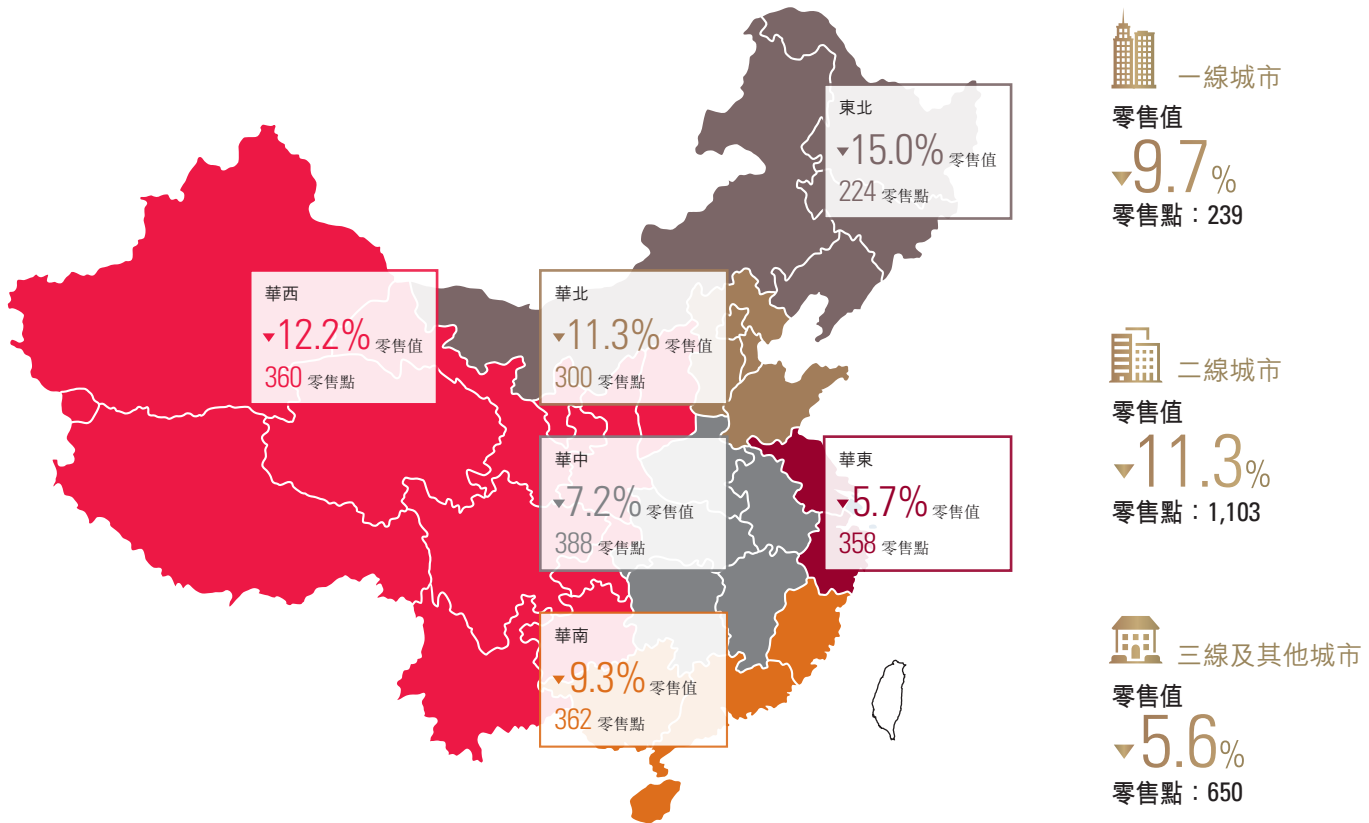 東北
▼15.0% 零售值
224 零售點
華西
▼12.2% 零售值
360 零售點
華北
▼11.3% 零售值
300 零售點
華中
▼7.2% 零售值
388 零售點
華東
▼5.7% 零售值
358 零售點
華南
▼9.3% 零售值
362 零售點
一線城市
零售值
▼9.7%
零售點：239
二線城市
零售值
▼11.3%
零售點：1,103
三線及其他城市
零售值
▼5.6%
零售點：650